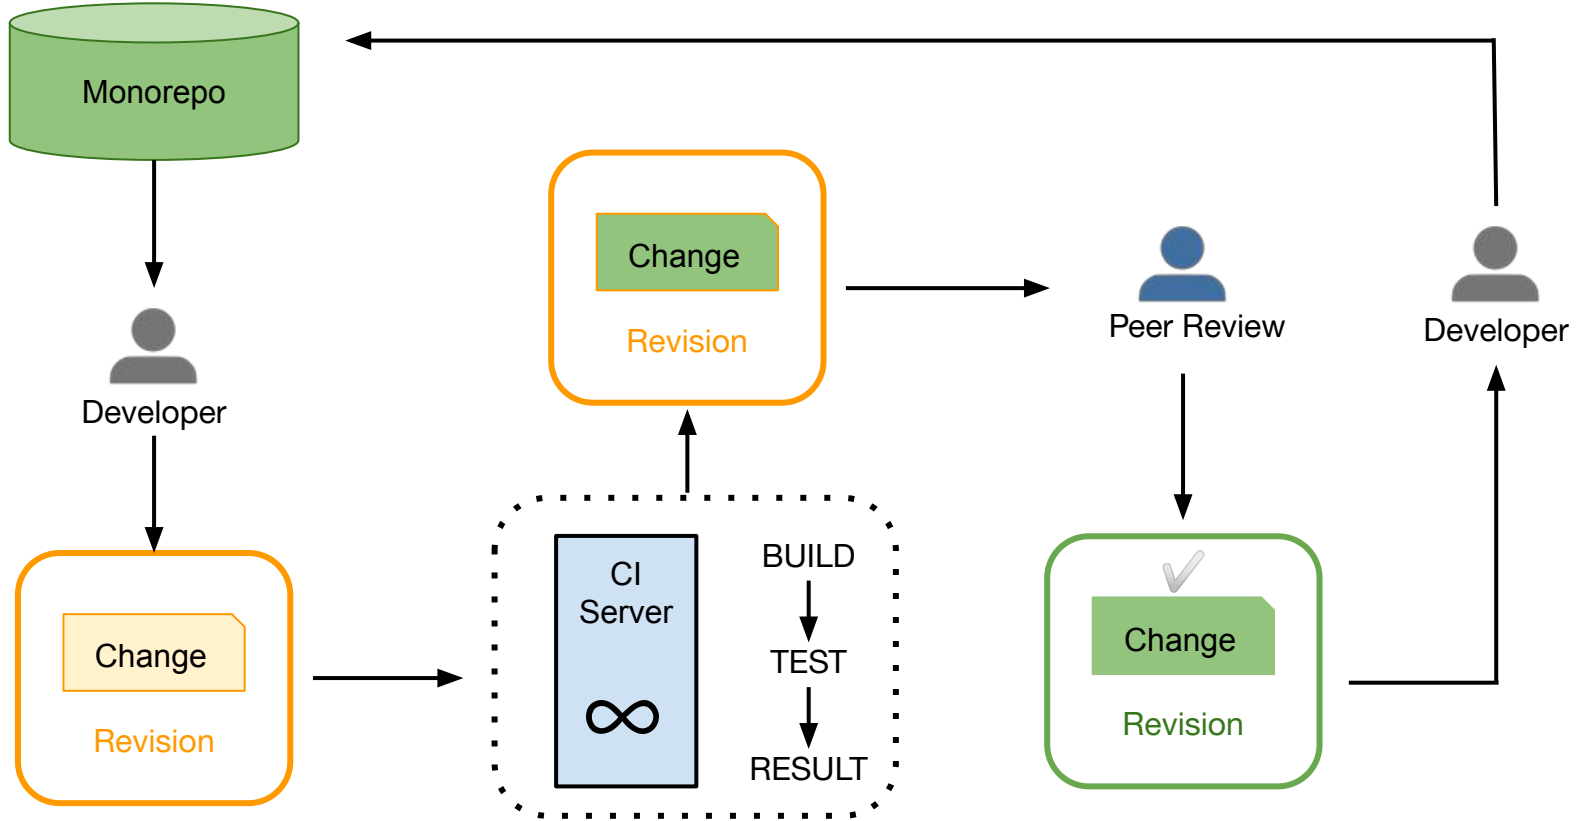 Monorepo
Developer
Change
Revision
CI
Server
BUILD
TEST
RESULT
Change
Revision
Peer Review
Change
Revision
Developer